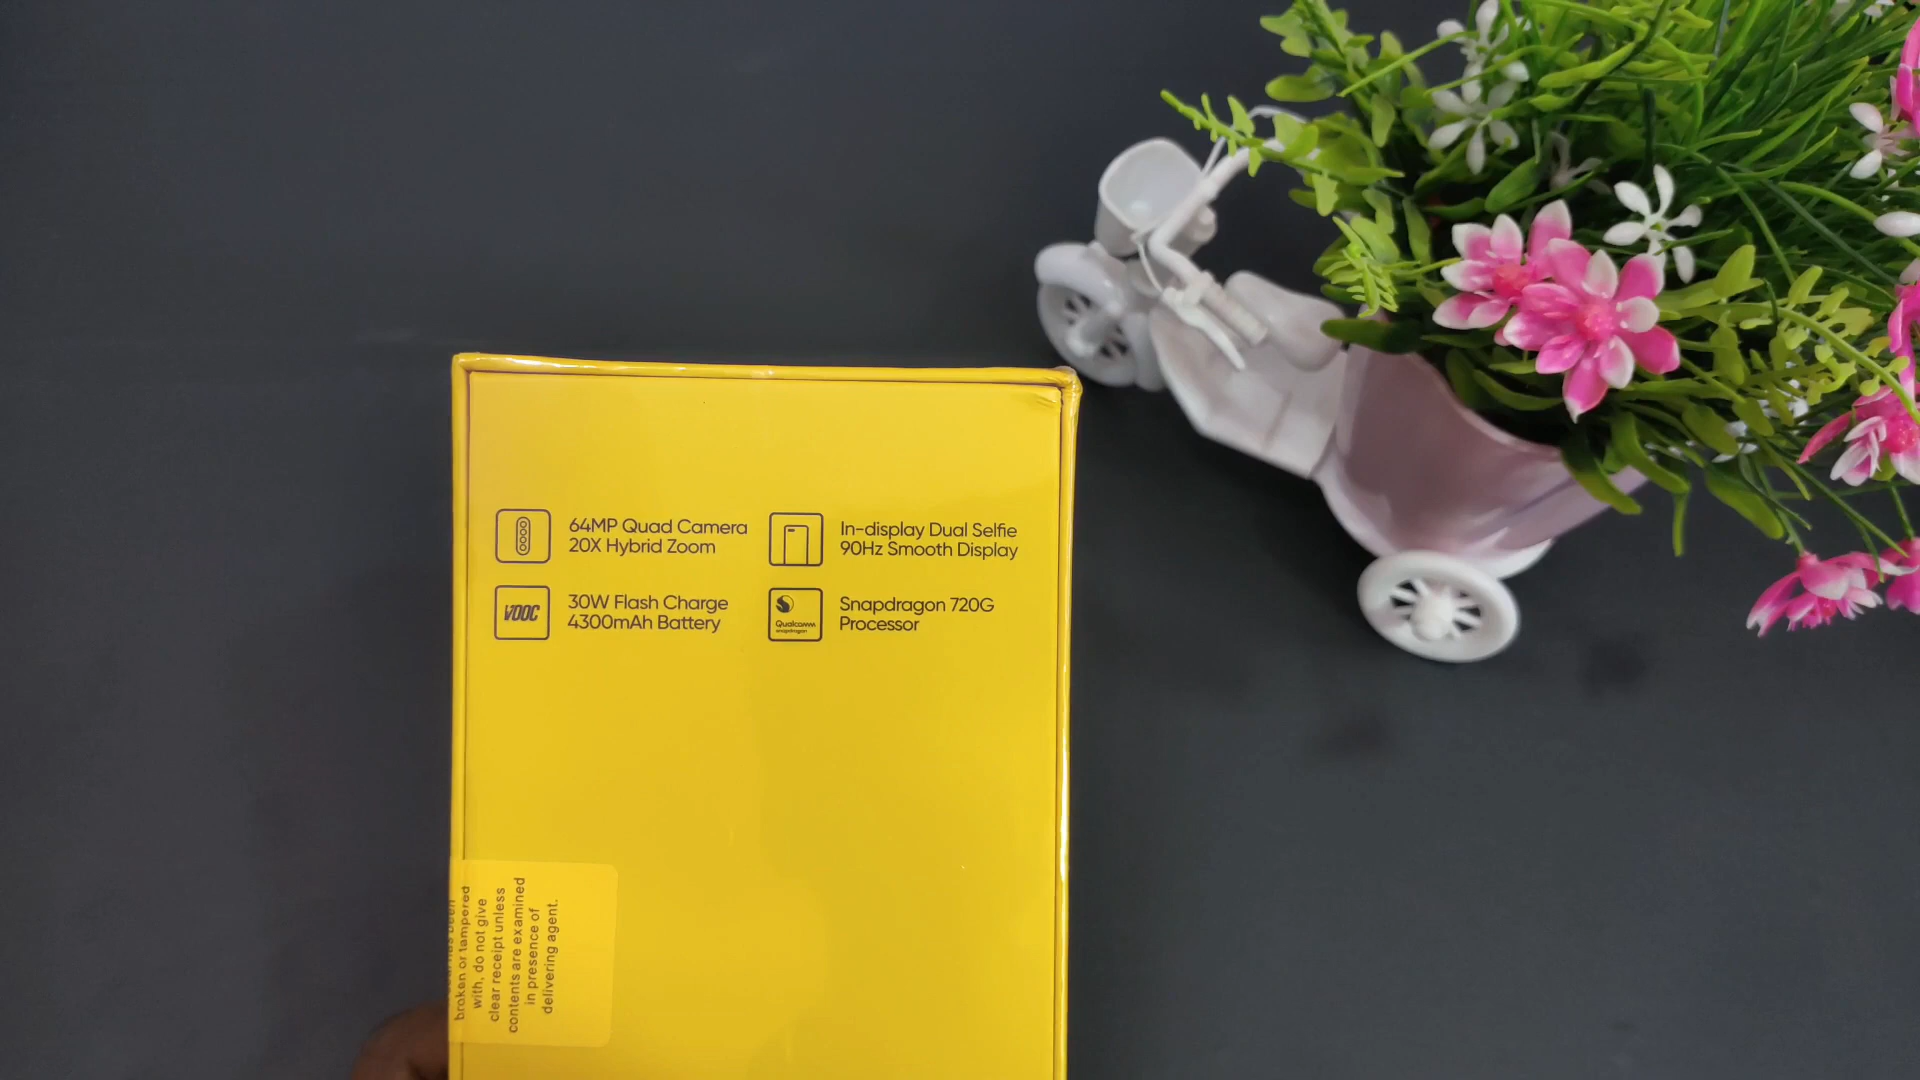 64MP Quad Camera
20X Hybrid Zoom
In-display Dual Selfie
90Hz Smooth Display
VOOC
30W Flash Charge
4300mAh Battery
Qualcomm
snapdragon
Snapdragon 720G
Processor
broken or tampered
with, do not give
clear receipt unless
contents are examined
in presence of
delivering agent.